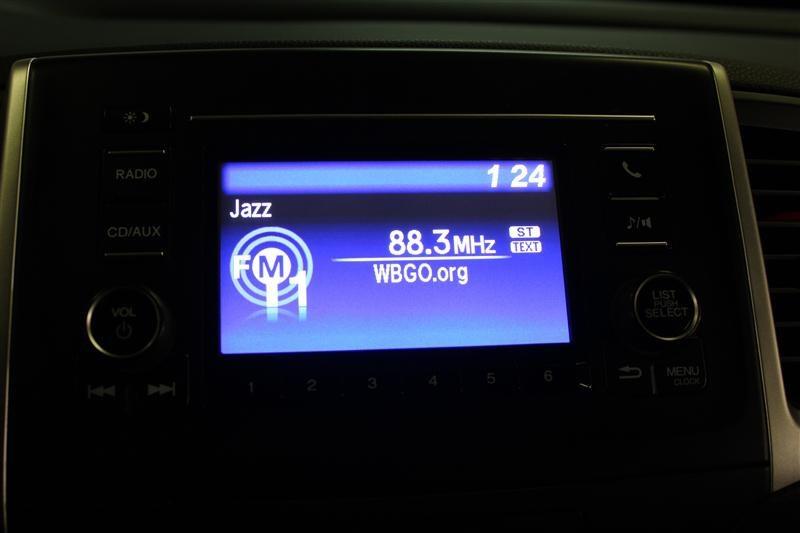 1 24
Jazz
RADIO
CD/AUX
88.3MHz
ST
TEXT
FM
1
WBGO.org
VOL
LIST
PUSH
SELECT
1 2 3 4 5 6
MENU
CLOCK